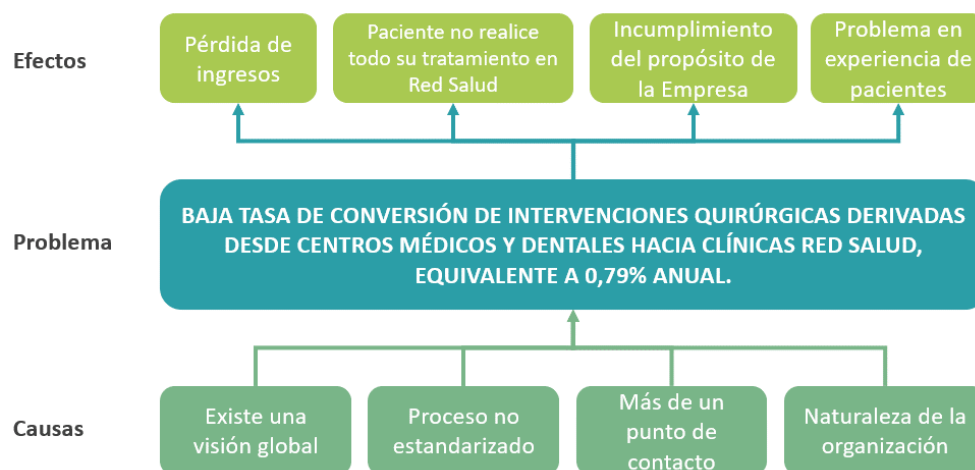 Efectos
Pérdida de
ingresos
Paciente no realice
todo su tratamiento en
Red Salud
Incumplimiento
del propósito de
la Empresa
Problema en
experiencia de
pacientes
Problema
BAJA TASA DE CONVERSIÓN DE INTERVENCIONES QUIRÚRGICAS DERIVADAS
DESDE CENTROS MÉDICOS Y DENTALES HACIA CLÍNICAS RED SALUD,
EQUIVALENTE A 0,79% ANUAL.
Causas
Existe una
visión global
Proceso no
estandarizado
Más de un
punto de
contacto
Naturaleza de la
organización